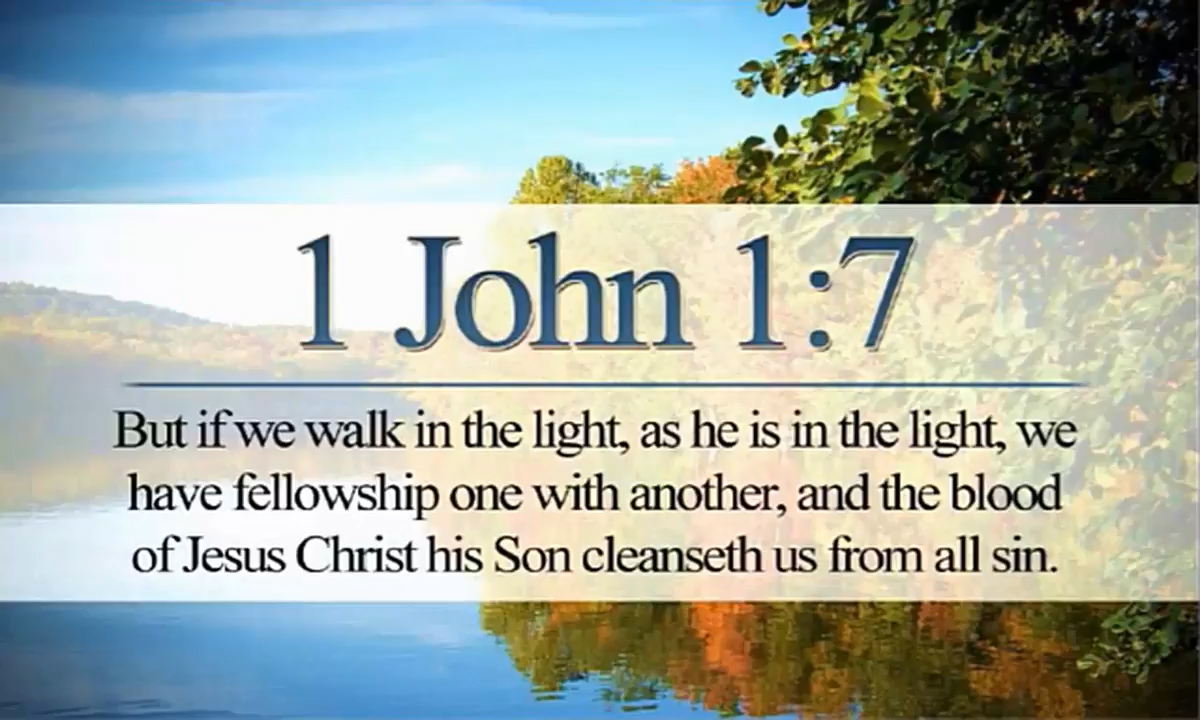 1 John 1:7
But if we walk in the light, as he is in the light, we
have fellowship one with another, and the blood
of Jesus Christ his Son cleanseth us from all sin.